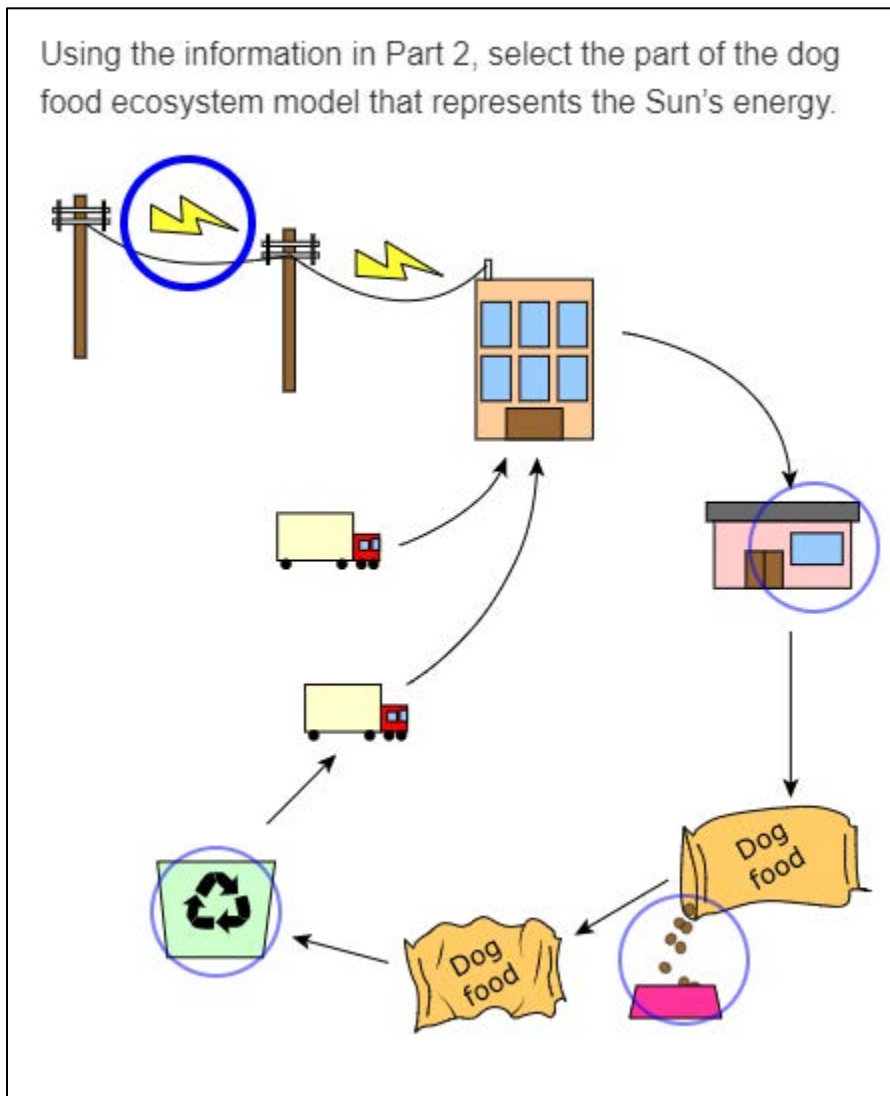 Using the information in Part 2, select the part of the dog
food ecosystem model that represents the Sun’s energy.
Dog
food
Dog
food